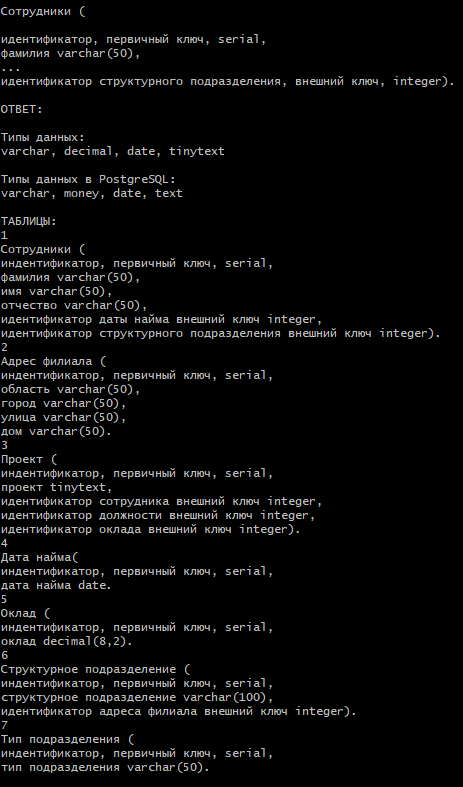 Сотрудники (
идентификатор, первичный ключ, serial,
фамилия varchar(50),
...
идентификатор структурного подразделения, внешний ключ, integer).
ОТВЕТ:
Типы данных:
varchar, decimal, date, tinytext
Типы данных в PostgreSQL:
varchar, money, date, text
ТАБЛИЦЫ:
1
Сотрудники (
идентификатор, первичный ключ, serial,
фамилия varchar(50),
имя varchar(50),
отчество varchar(50),
идентификатор даты найма внешний ключ integer,
идентификатор структурного подразделения внешний ключ integer).
2
Адрес филиала (
идентификатор, первичный ключ, serial,
область varchar(50),
город varchar(50),
улица varchar(50),
дом varchar(50).
3
Проект (
идентификатор, первичный ключ, serial,
проект tinytext,
идентификатор сотрудника внешний ключ integer,
идентификатор должности внешний ключ integer,
идентификатор оклада внешний ключ integer).
4
Дата найма(
идентификатор, первичный ключ, serial,
дата найма date.
5
Оклад (
идентификатор, первичный ключ, serial,
оклад decimal(8,2).
6
Структурное подразделение (
идентификатор, первичный ключ, serial,
структурное подразделение varchar(100),
идентификатор адреса филиала внешний ключ integer).
7
Тип подразделения (
идентификатор, первичный ключ, serial,
тип подразделения varchar(50).